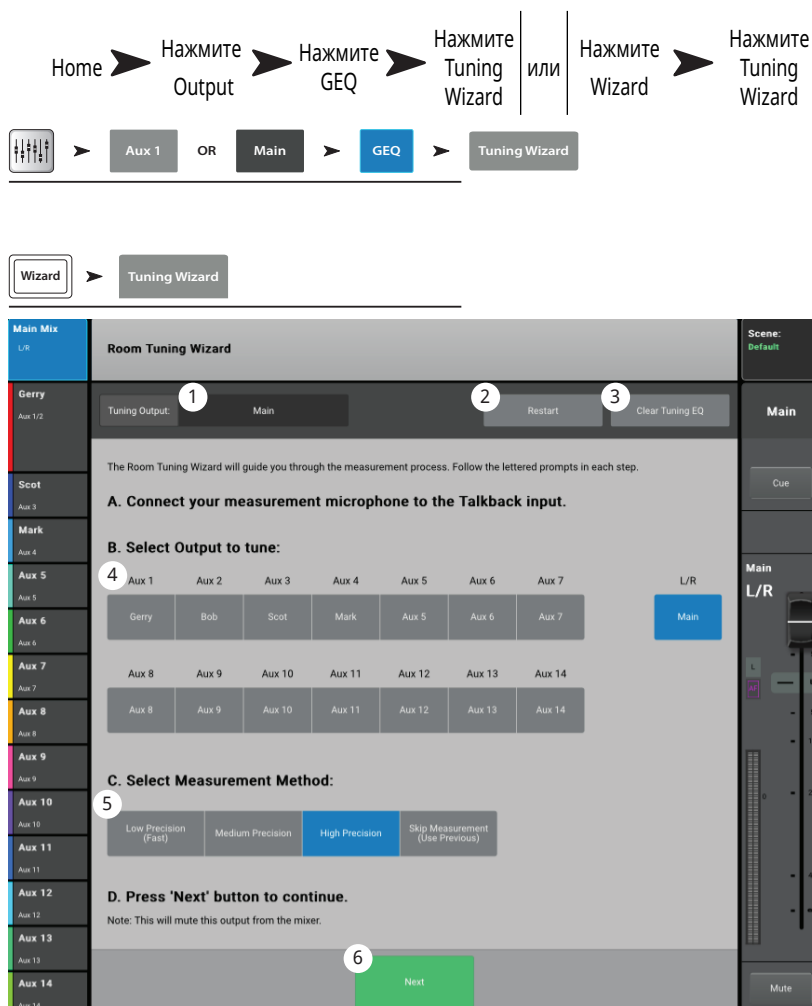 Home Нажмите Output Нажмите GEQ Нажмите Tuning Wizard или Нажмите Wizard Нажмите Tuning Wizard
Aux 1 OR Main GEQ Tuning Wizard
Wizard Tuning Wizard
Main Mix
L/R
Room Tuning Wizard
Scene:
Default
Gerry
Aux 1/2
Tuning Output: 1 Main 2 Restart 3 Clear Tuning EQ
Main
The Room Tuning Wizard will guide you through the measurement process. Follow the lettered prompts in each step.
Scot
Aux 3
A. Connect your measurement microphone to the Talkback input.
Cue
Mark
Aux 4
B. Select Output to tune:
Aux 5
Aux 5
4 Aux 1 Aux 2 Aux 3 Aux 4 Aux 5 Aux 6 Aux 7 L/R
Main
L/R
Aux 6
Aux 6
Gerry Bob Scot Mark Aux 5 Aux 6 Aux 7 Main
Aux 7
Aux 7
Aux 8 Aux 9 Aux 10 Aux 11 Aux 12 Aux 13 Aux 14
L
Aux 8
Aux 8
Aux 8 Aux 9 Aux 10 Aux 11 Aux 12 Aux 13 Aux 14
Aux 9
Aux 9
C. Select Measurement Method:
Aux 10
Aux 10
5
Low Precision
(Fast)
Medium Precision
High Precision
Skip Measurement
(Use Previous)
0
Aux 11
Aux 11
Aux 12
Aux 12
D. Press 'Next' button to continue.
Note: This will mute this output from the mixer.
Aux 13
Aux 13
6
Next
Aux 14
Mute